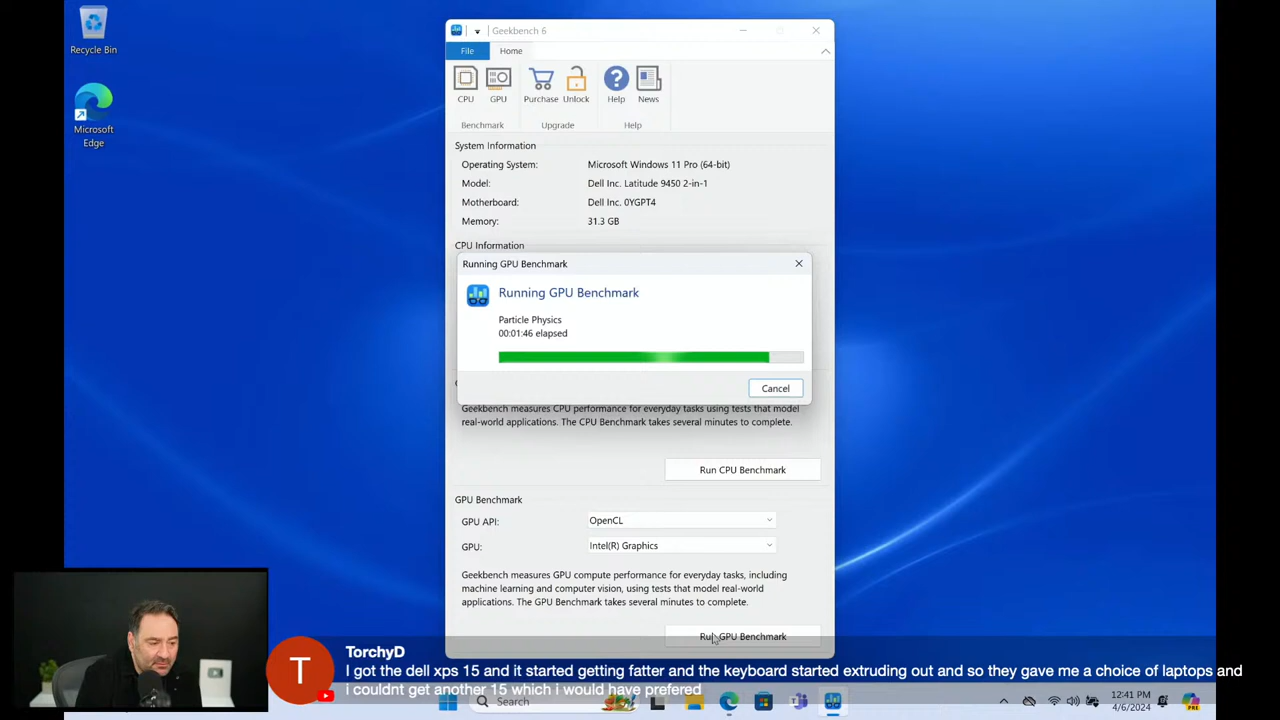 Recycle Bin
Microsoft
Edge
Geekbench 6
File
Home
CPU
GPU
Purchase
Unlock
Help
News
Benchmark
Upgrade
Help
System Information
Operating System:
Microsoft Windows 11 Pro (64-bit)
Model:
Dell Inc. Latitude 9450 2-in-1
Motherboard:
Dell Inc. 0YGPT4
Memory:
31.3 GB
CPU Information
Running GPU Benchmark
Running GPU Benchmark
Particle Physics
00:01:46 elapsed
Cancel
Geekbench measures CPU performance for everyday tasks using tests that model
real-world applications. The CPU Benchmark takes several minutes to complete.
Run CPU Benchmark
GPU Benchmark
GPU API:
OpenCL
GPU:
Intel(R) Graphics
Geekbench measures GPU compute performance for everyday tasks, including
machine learning and computer vision, using tests that model real-world
applications. The GPU Benchmark takes several minutes to complete.
Run GPU Benchmark
T
TorchyD
I got the dell xps 15 and it started getting fatter and the keyboard started extruding out and so they gave me a choice of laptops and
i couldnt get another 15 which i would have prefered
Search
12:41 PM
4/6/2024
PRE